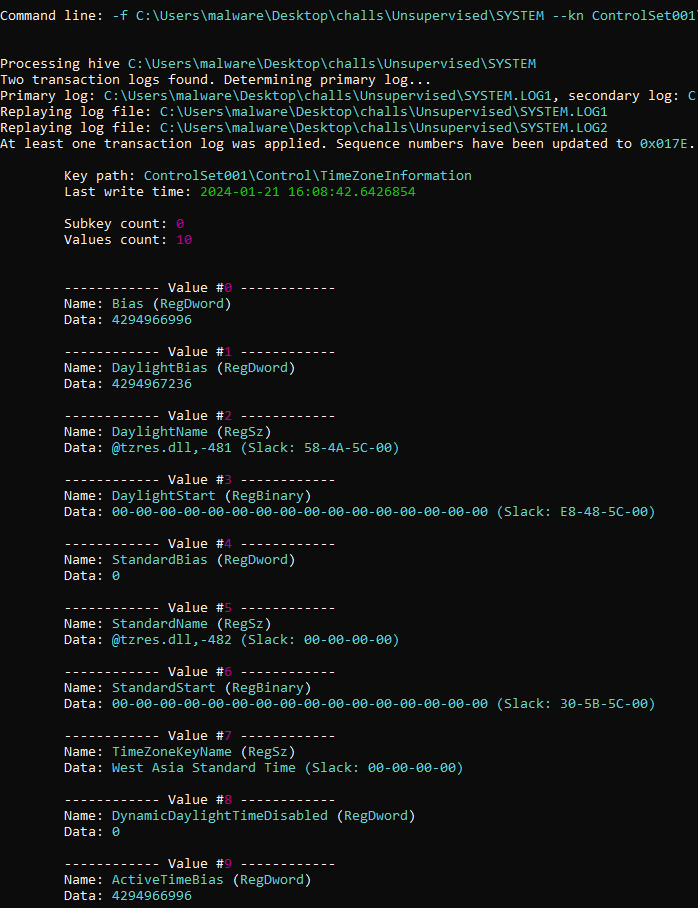 Command line: -f C:\Users\malware\Desktop\challs\Unsupervised\SYSTEM --kn ControlSet001\
Processing hive C:\Users\malware\Desktop\challs\Unsupervised\SYSTEM
Two transaction logs found. Determining primary log...
Primary log: C:\Users\malware\Desktop\challs\Unsupervised\SYSTEM.LOG1, secondary log: C
Replaying log file: C:\Users\malware\Desktop\challs\Unsupervised\SYSTEM.LOG1
Replaying log file: C:\Users\malware\Desktop\challs\Unsupervised\SYSTEM.LOG2
At least one transaction log was applied. Sequence numbers have been updated to 0x017E.
Key path: ControlSet001\Control\TimeZoneInformation
Last write time: 2024-01-21 16:08:42.6426854
Subkey count: 0
Values count: 10
------------ Value #0 ------------
Name: Bias (RegDword)
Data: 4294966996
------------ Value #1 ------------
Name: DaylightBias (RegDword)
Data: 4294967236
------------ Value #2 ------------
Name: DaylightName (RegSz)
Data: @tzres.dll,-481 (Slack: 58-4A-5C-00)
------------ Value #3 ------------
Name: DaylightStart (RegBinary)
Data: 00-00-00-00-00-00-00-00-00-00-00-00-00-00-00-00 (Slack: E8-48-5C-00)
------------ Value #4 ------------
Name: StandardBias (RegDword)
Data: 0
------------ Value #5 ------------
Name: StandardName (RegSz)
Data: @tzres.dll,-482 (Slack: 00-00-00-00)
------------ Value #6 ------------
Name: StandardStart (RegBinary)
Data: 00-00-00-00-00-00-00-00-00-00-00-00-00-00-00-00 (Slack: 30-5B-5C-00)
------------ Value #7 ------------
Name: TimeZoneKeyName (RegSz)
Data: West Asia Standard Time (Slack: 00-00-00-00)
------------ Value #8 ------------
Name: DynamicDaylightTimeDisabled (RegDword)
Data: 0
------------ Value #9 ------------
Name: ActiveTimeBias (RegDword)
Data: 4294966996